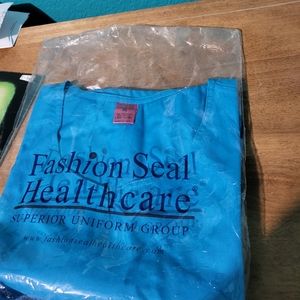 Fashion Seal
Healthcare®
SUPERIOR UNIFORM GROUP
www.fashionsealhealthcare.com